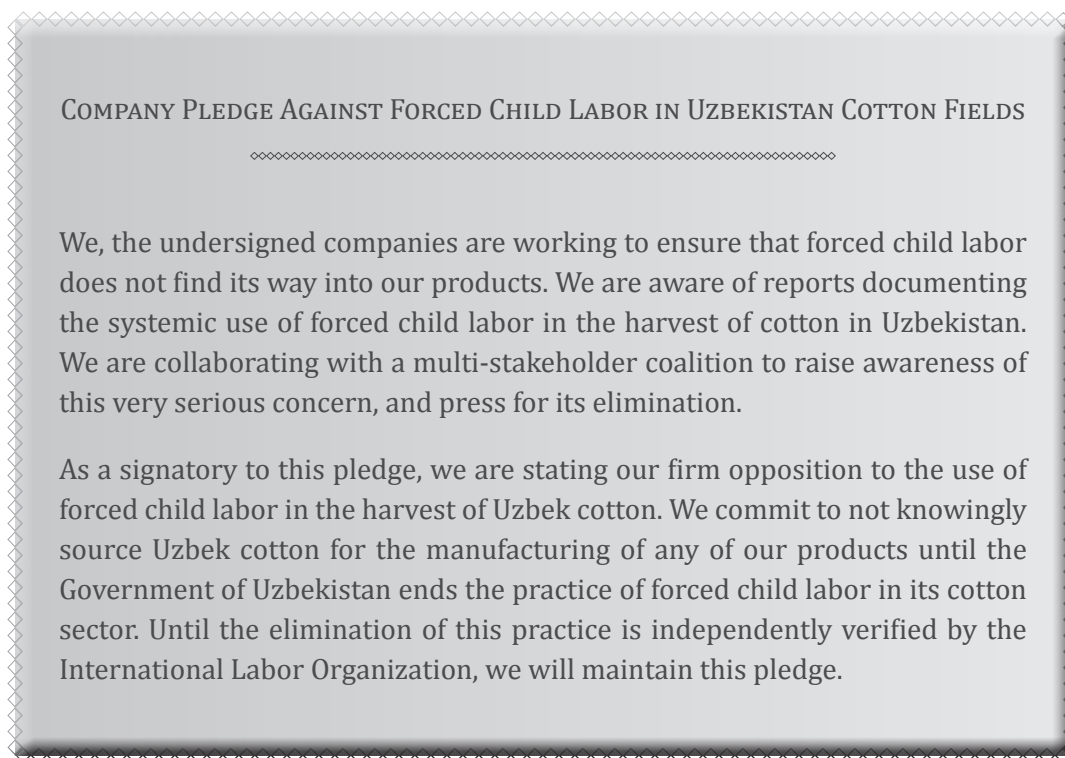 Company Pledge Against Forced Child Labor in Uzbekistan Cotton Fields
We, the undersigned companies are working to ensure that forced child labor
does not find its way into our products. We are aware of reports documenting
the systemic use of forced child labor in the harvest of cotton in Uzbekistan.
We are collaborating with a multi-stakeholder coalition to raise awareness of
this very serious concern, and press for its elimination.
As a signatory to this pledge, we are stating our firm opposition to the use of
forced child labor in the harvest of Uzbek cotton. We commit to not knowingly
source Uzbek cotton for the manufacturing of any of our products until the
Government of Uzbekistan ends the practice of forced child labor in its cotton
sector. Until the elimination of this practice is independently verified by the
International Labor Organization, we will maintain this pledge.